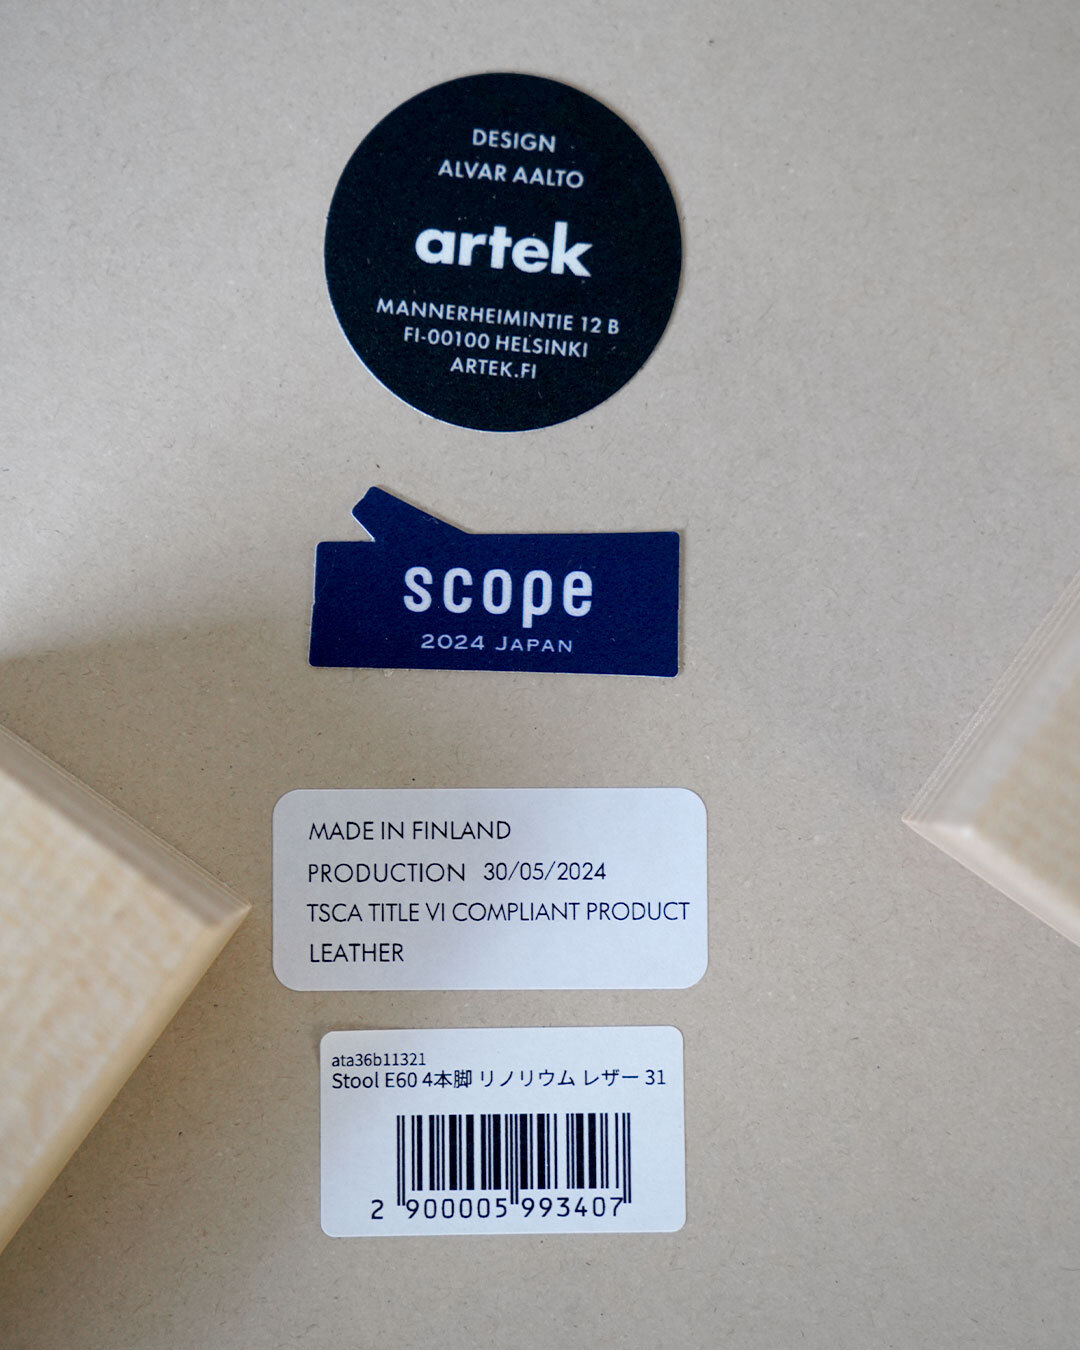 DESIGN
ALVAR AALTO
artek
MANNERHEIMINTIE 12 B
FI-00100 HELSINKI
ARTEK.FI
scope
2024 JAPAN
MADE IN FINLAND
PRODUCTION 30/05/2024
TSCA TITLE VI COMPLIANT PRODUCT
LEATHER
ata36b11321
Stool E60 4本脚 リノリウム レザー 31
2 900005 993407